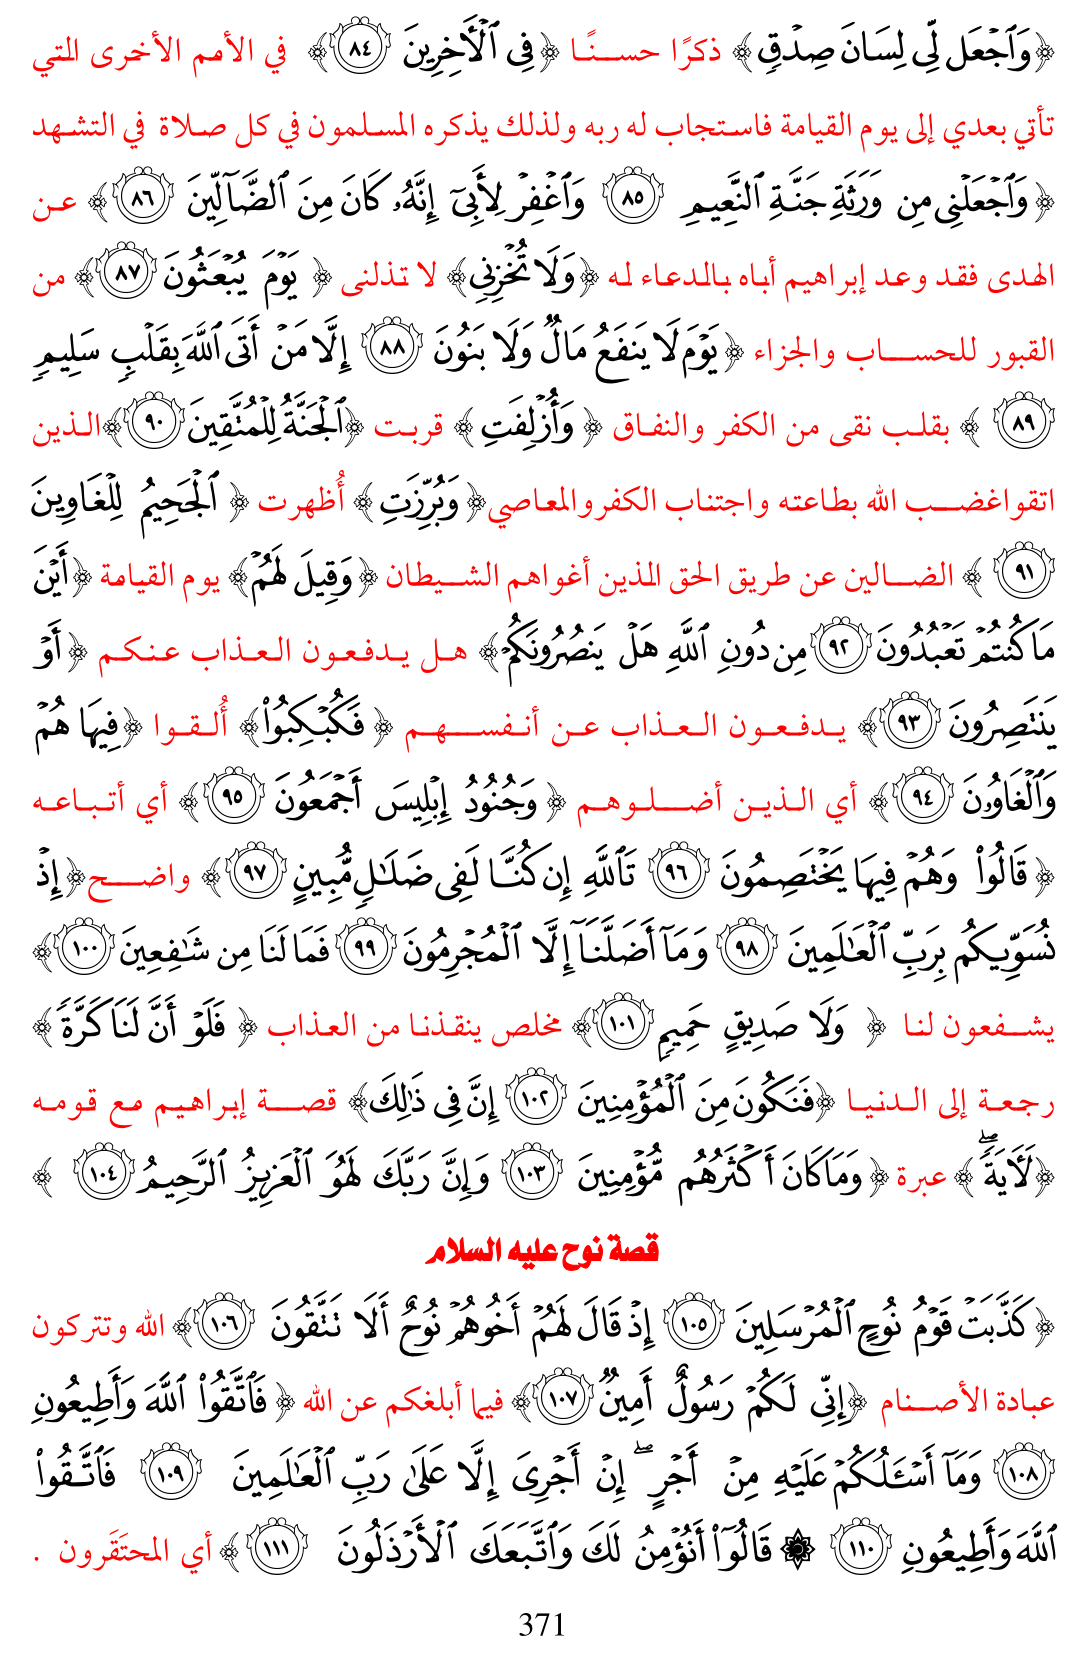 ﴿وَٱجْعَل لِّى لِسَانَ صِدْقٍ﴾ ذكرًا حسنًا ﴿فِى ٱلْأَخِرِينَ ٨٤﴾ في الأمم الأخرى التي
تأتي بعدي إلى يوم القيامة فاستجاب له ربه ولذلك يذكره المسلمون في كل صلاة في التشهد
﴿وَٱجْعَلْنِى مِن وَرَثَةِ جَنَّةِ ٱلنَّعِيمِ ٨٥ وَٱغْفِرْ لِأَبِىٓ إِنَّهُۥ كَانَ مِنَ ٱلضَّآلِّينَ ٨٦﴾ عن
الهدى فقد وعد إبراهيم أباه بالدعاء له ﴿وَلَا تُخْزِنِى﴾ لا تذلنى ﴿ يَوْمَ يُبْعَثُونَ ٨٧﴾ من
القبور للحساب والجزاء ﴿يَوْمَ لَا يَنفَعُ مَالٌ وَلَا بَنُونَ ٨٨ إِلَّا مَنْ أَتَى ٱللَّهَ بِقَلْبٍ سَلِيمٍ
٨٩ ﴾ بقلب نقى من الكفر والنفاق ﴿ وَأُزْلِفَتِ ﴾ قربت ﴿ٱلْجَنَّةُ لِلْمُتَّقِينَ ٩٠﴾الذين
اتقواغضب الله بطاعته واجتناب الكفروالمعاصي﴿ وَبُرِّزَتِ ﴾ أُظهرت ﴿ ٱلْجَحِيمُ لِلْغَاوِينَ
٩١ ﴾ الضالين عن طريق الحق الذين أغواهم الشيطان ﴿وَقِيلَ لَهُمْ﴾ يوم القيامة ﴿أَيْنَ
مَا كُنتُمْ تَعْبُدُونَ ٩٢ مِن دُونِ ٱللَّهِ هَلْ يَنصُرُونَكُمْ﴾ هل يدفعون العذاب عنكم ﴿ أَوْ
يَنتَصِرُونَ ٩٣﴾ يدفعون العذاب عن أنفسهم ﴿ فَكُبْكِبُوا۟﴾ أُلقوا ﴿فِيهَا هُمْ
وَٱلْغَاوُۥنَ ٩٤﴾ أي الذين أضلوهم ﴿ وَجُنُودُ إِبْلِيسَ أَجْمَعُونَ ٩٥﴾ أي أتباعه
﴿ قَالُوا۟ وَهُمْ فِيهَا يَخْتَصِمُونَ ٩٦ تَٱللَّهِ إِن كُنَّا لَفِى ضَلَٰلٍ مُّبِينٍ ٩٧﴾ واضح﴿ إِذْ
نُسَوِّيكُم بِرَبِّ ٱلْعَٰلَمِينَ ٩٨ وَمَآ أَضَلَّنَآ إِلَّا ٱلْمُجْرِمُونَ ٩٩ فَمَا لَنَا مِن شَٰفِعِينَ ١٠٠﴾
يشفعون لنا ﴿ وَلَا صَدِيقٍ حَمِيمٍ ١٠١﴾ مخلص ينقذنا من العذاب ﴿ فَلَوْ أَنَّ لَنَا كَرَّةً ﴾
رجعة إلى الدنيا ﴿فَنَكُونَ مِنَ ٱلْمُؤْمِنِينَ ١٠٢ إِنَّ فِى ذَٰلِكَ﴾ قصة إبراهيم مع قومه
﴿لَأَيَةًۖ ﴾ عبرة ﴿ وَمَا كَانَ أَكْثَرُهُم مُّؤْمِنِينَ ١٠٣ وَإِنَّ رَبَّكَ لَهُوَ ٱلْعَزِيزُ ٱلرَّحِيمُ ١٠٤ ﴾
قصة نوح عليه السلام
﴿ كَذَّبَتْ قَوْمُ نُوحٍ ٱلْمُرْسَلِينَ ١٠٥ إِذْ قَالَ لَهُمْ أَخُوهُمْ نُوحٌ أَلَا تَتَّقُونَ ١٠٦﴾ الله وتتركون
عبادة الأصنام ﴿إِنِّى لَكُمْ رَسُولٌ أَمِينٌ ١٠٧﴾ فيما أبلغكم عن الله ﴿ فَٱتَّقُوا۟ ٱللَّهَ وَأَطِيعُونِ
١٠٨ وَمَآ أَسْـَٔلُكُمْ عَلَيْهِ مِنْ أَجْرٍ ۖ إِنْ أَجْرِىَ إِلَّا عَلَىٰ رَبِّ ٱلْعَٰلَمِينَ ١٠٩ فَٱتَّقُوا۟
ٱللَّهَ وَأَطِيعُونِ ١١٠ ۞ قَالُوٓا۟ أَنُؤْمِنُ لَكَ وَٱتَّبَعَكَ ٱلْأَرْذَلُونَ ١١١ ﴾ أي المحتَقَرون .
371